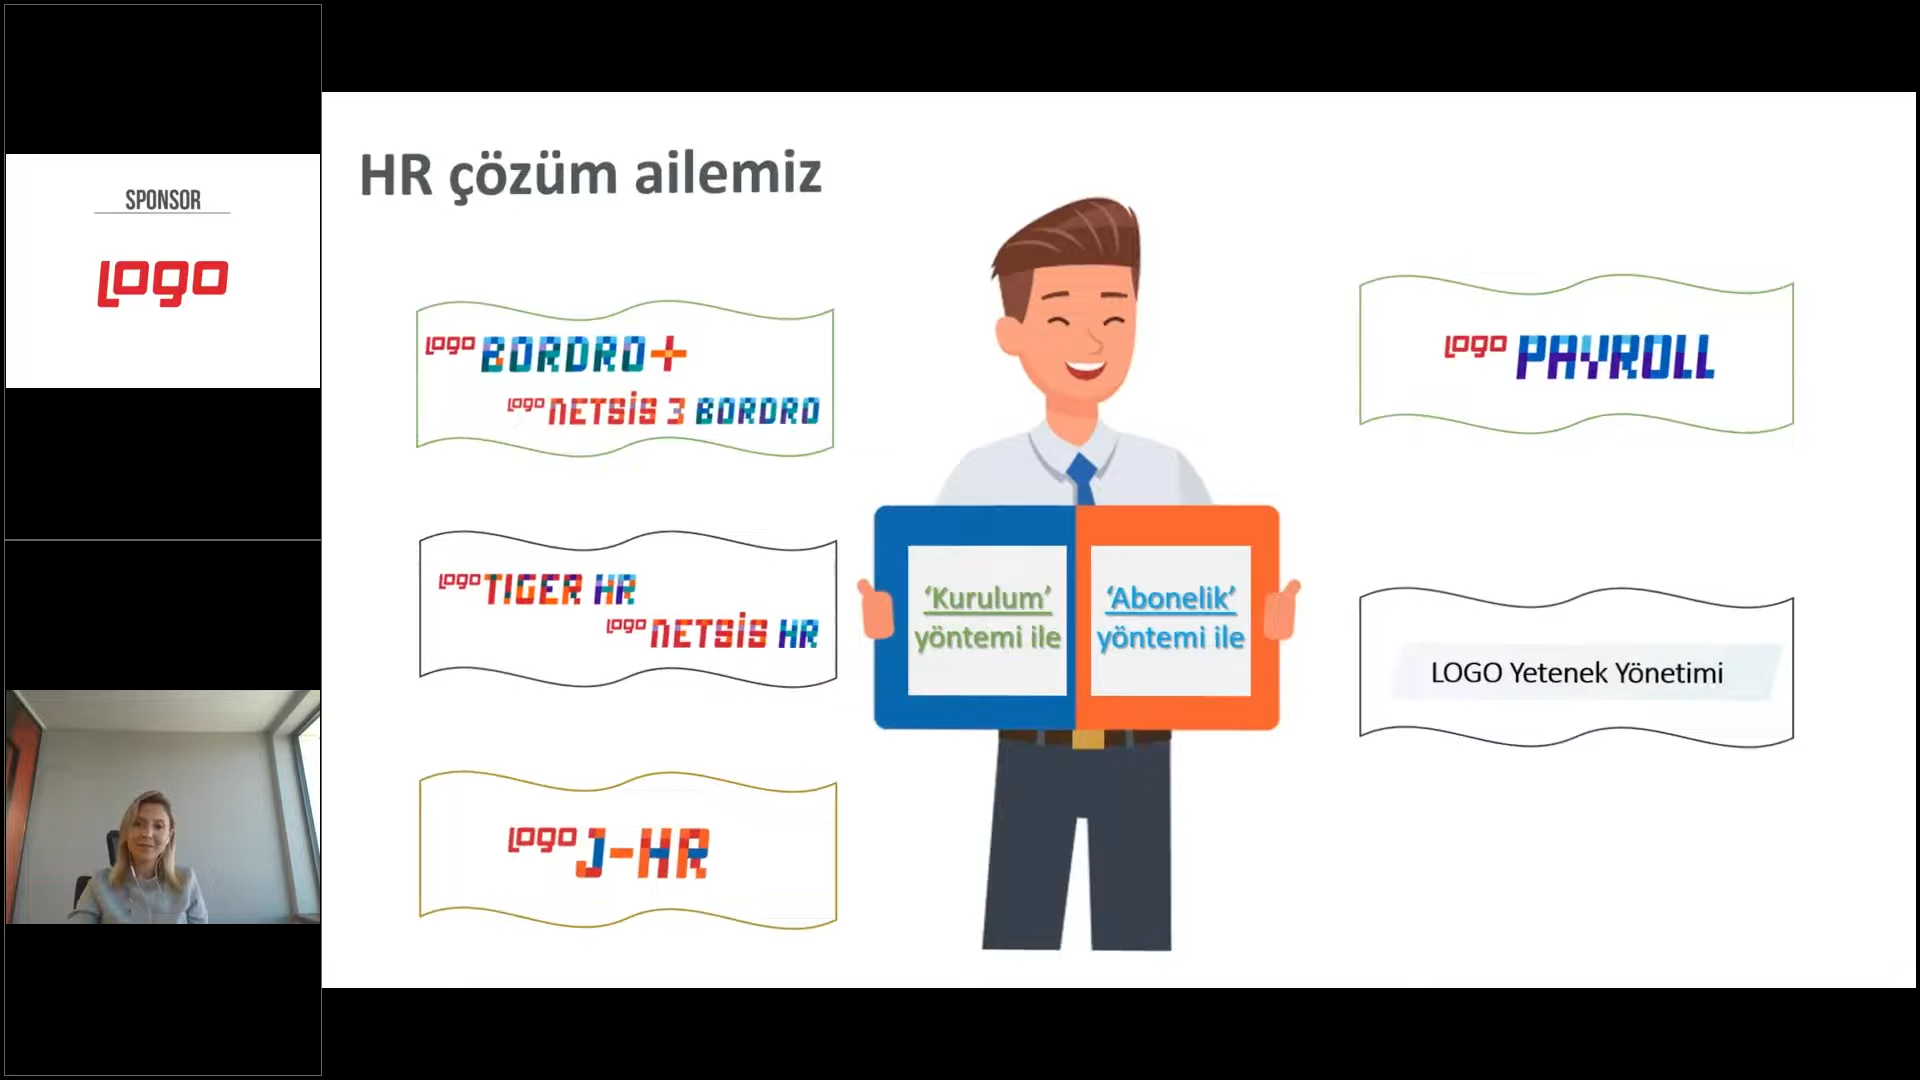 SPONSOR
Logo
HR çözüm ailemiz
Logo BORDRO+
Logo NETSİS 3 BORDRO
Logo TIGER HR
Logo NETSİS HR
Logo J-HR
'Kurulum'
yöntemi ile
'Abonelik'
yöntemi ile
Logo PAYROLL
LOGO Yetenek Yönetimi